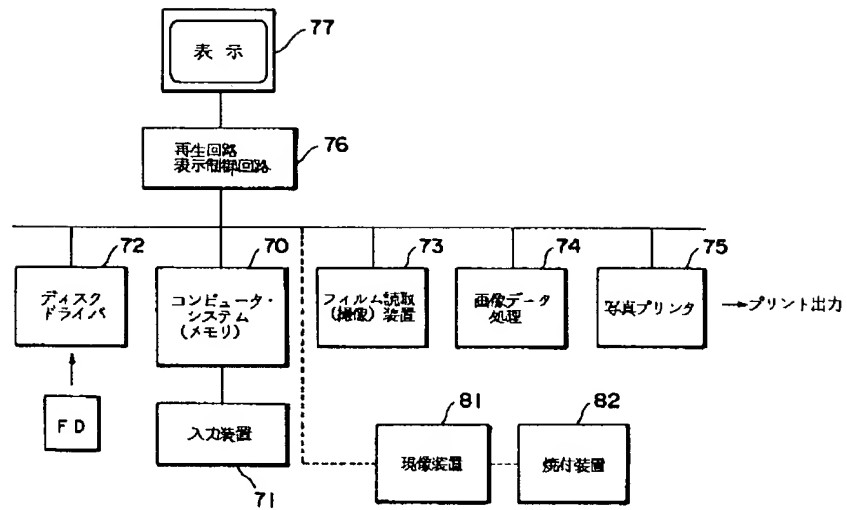 77
表示
再生回路
表示制御回路
76
72
70
73
74
75
ディスク
ドライバ
コンピュータ・
システム
(メモリ)
フィルム読取
(撮像)装置
画像データ
処理
写真プリンタ
→プリント出力
FD
入力装置
71
81
82
現像装置
焼付装置